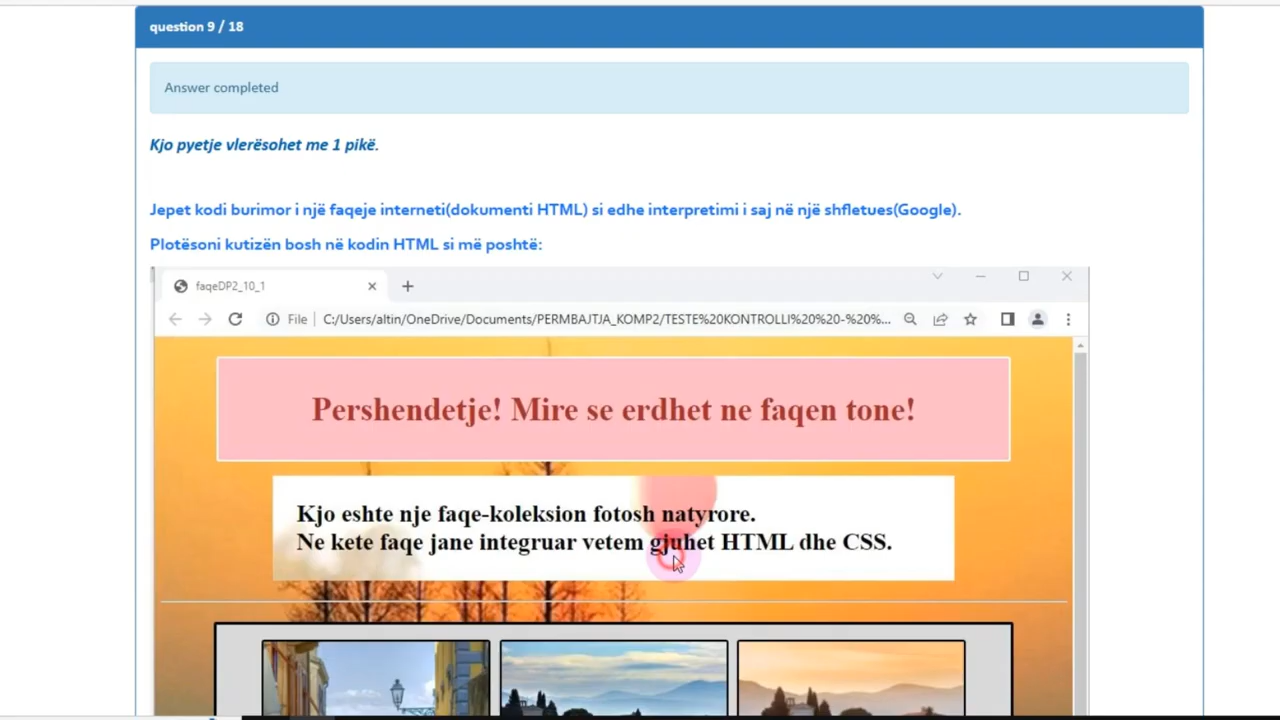 question 9 / 18
Answer completed
Kjo pyetje vlerësohet me 1 pikë.
Jepet kodi burimor i një faqeje interneti(dokumenti HTML) si edhe interpretimi i saj në një shfletues(Google).
Plotësoni kutizën bosh në kodin HTML si më poshtë:
faqeDP2_10_1
File C:/Users/altin/OneDrive/Documents/PERMBAJTJA_KOMP2/TESTE%20KONTROLLI%20%20-%20%...
Pershendetje! Mire se erdhet ne faqen tone!
Kjo eshte nje faqe-koleksion fotosh natyrore.
Ne kete faqe jane integruar vetem gjuhet HTML dhe CSS.